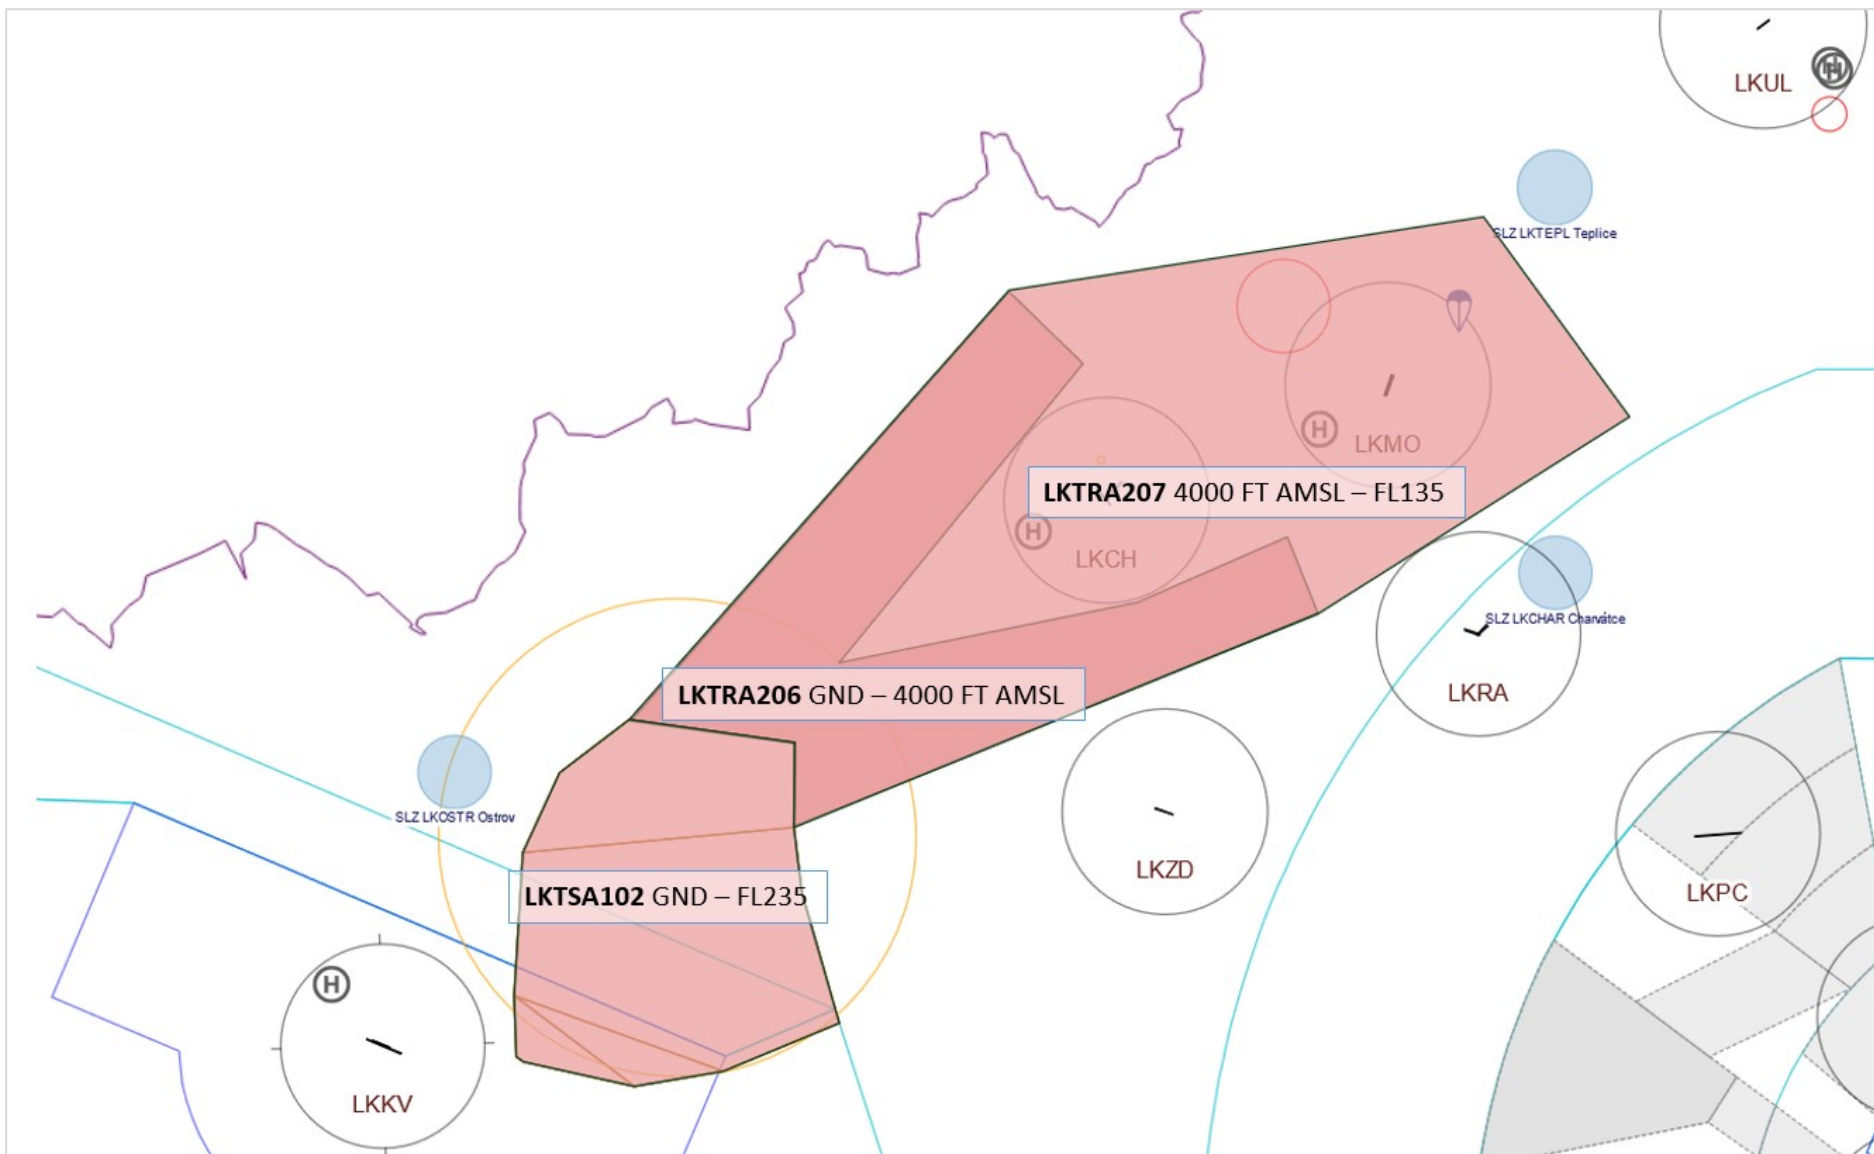 LKUL
H
SLZ LKTEPL Teplice
H
LKMO
LKTRA207 4000 FT AMSL – FL135
H
LKCH
SLZ LKCHAR Charvátce
LKRA
LKTRA206 GND – 4000 FT AMSL
SLZ LKOSTR Ostrov
LKZD
LKPC
LKTSA102 GND – FL235
H
LKKV